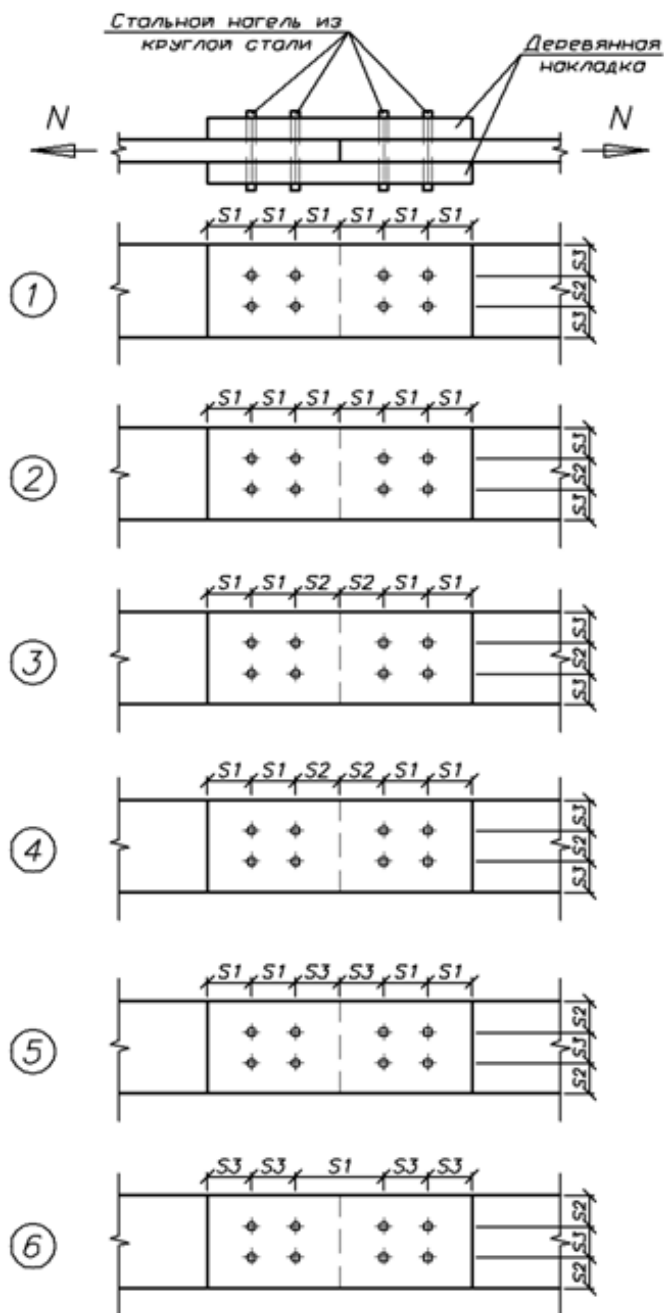 Стальной нагель из
круглой стали
Деревянная
накладка
N
N
S1 S1 S1 S1 S1 S1
1
S3
S2
S3
S1 S1 S1 S1 S1 S1
2
S3
S2
S3
S1 S1 S2 S2 S1 S1
3
S3
S2
S3
S1 S1 S2 S2 S1 S1
4
S3
S2
S3
S1 S1 S3 S3 S1 S1
5
S2
S3
S2
S3 S3 S1 S3 S3
6
S2
S3
S2